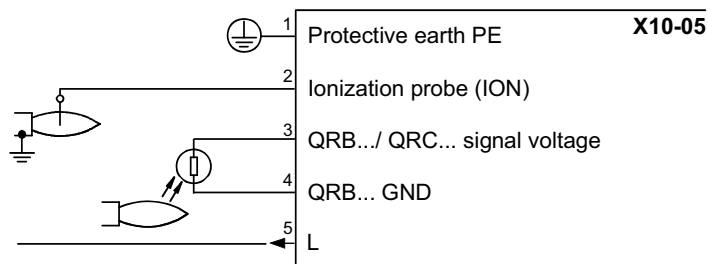 X10-05
1 Protective earth PE
2 Ionization probe (ION)
3 QRB.../ QRC... signal voltage
4 QRB... GND
5 L